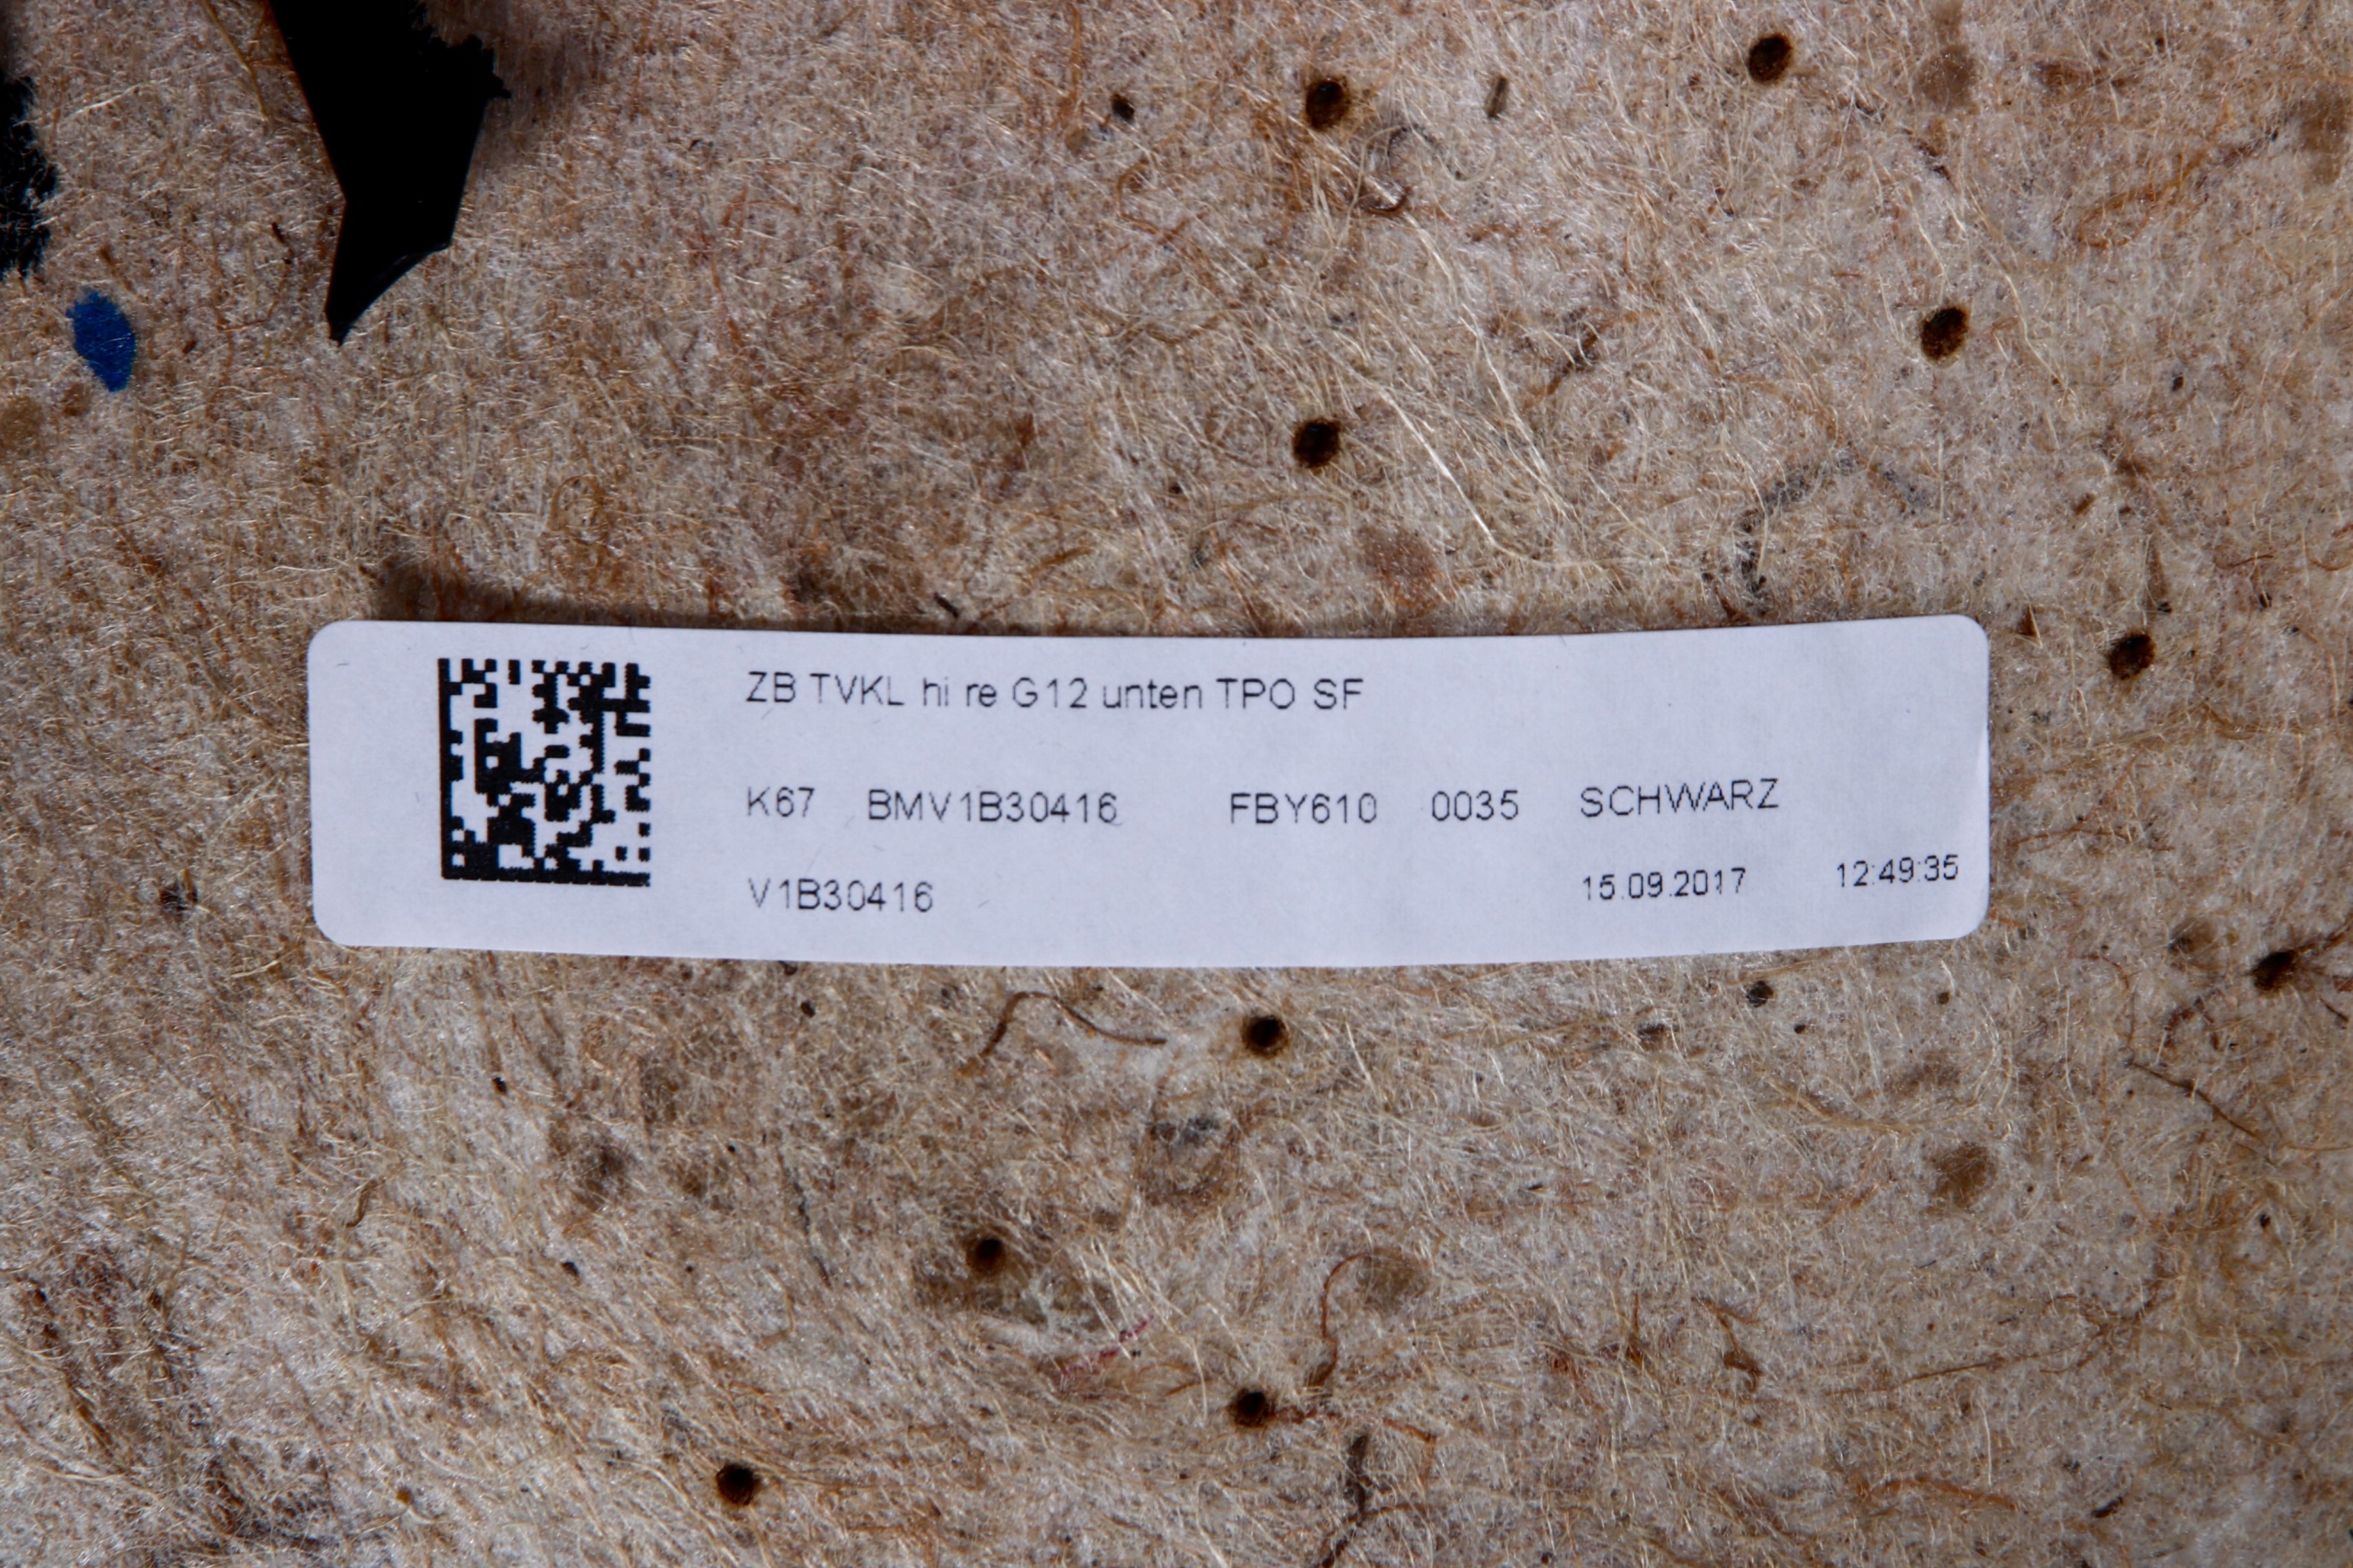 ZB TVKL hi re G12 unten TPO SF
K67 BMV1B30416 FBY610 0035 SCHWARZ
V1B30416 15.09.2017 12:49:35